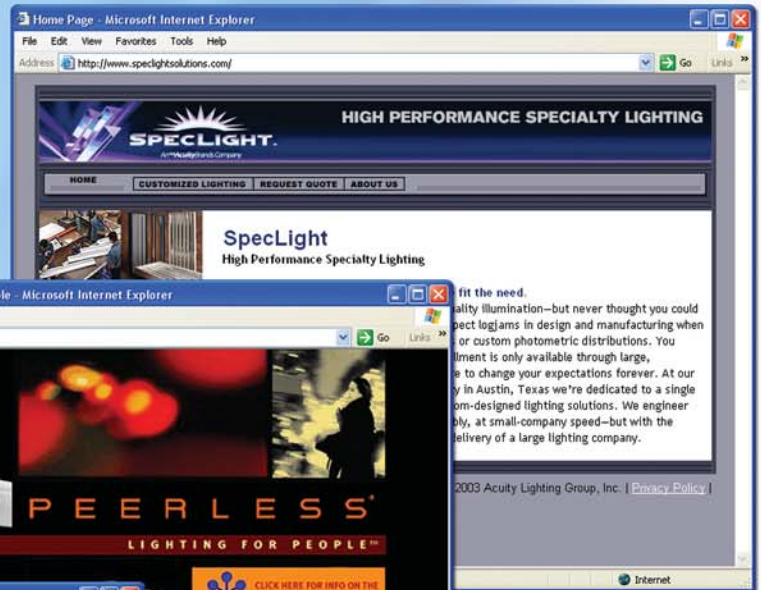 Home Page - Microsoft Internet Explorer
File Edit View Favorites Tools Help
Address http://www.speclightsolutions.com/ Go Links »
HIGH PERFORMANCE SPECIALTY LIGHTING
SPECLIGHT.
An AcuityBrands Company
HOME CUSTOMIZED LIGHTING REQUEST QUOTE ABOUT US
SpecLight
High Performance Specialty Lighting
fit the need.
ality illumination—but never thought you could
pect logjams in design and manufacturing when
or custom photometric distributions. You
llment is only available through large,
e to change your expectations forever. At our
y in Austin, Texas we're dedicated to a single
om-designed lighting solutions. We engineer
bly, at small-company speed—but with the
elivery of a large lighting company.
2003 Acuity Lighting Group, Inc. | Privacy Policy |
Internet
le - Microsoft Internet Explorer
Go Links »
PEERLESS
LIGHTING FOR PEOPLE™
CLICK HERE FOR INFO ON THE